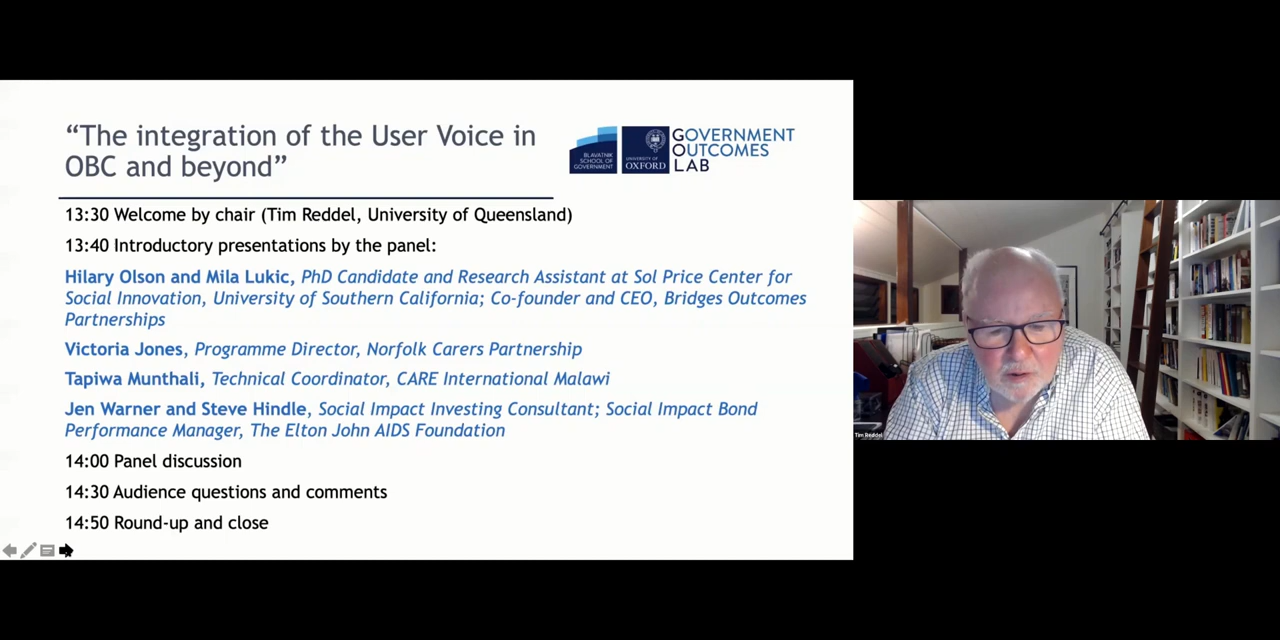 “The integration of the User Voice in
OBC and beyond”
BLAVATNIK
SCHOOL OF
GOVERNMENT
UNIVERSITY OF
OXFORD
GOVERNMENT
OUTCOMES
LAB
13:30 Welcome by chair (Tim Reddel, University of Queensland)
13:40 Introductory presentations by the panel:
Hilary Olson and Mila Lukic, PhD Candidate and Research Assistant at Sol Price Center for
Social Innovation, University of Southern California; Co-founder and CEO, Bridges Outcomes
Partnerships
Victoria Jones, Programme Director, Norfolk Carers Partnership
Tapiwa Munthali, Technical Coordinator, CARE International Malawi
Jen Warner and Steve Hindle, Social Impact Investing Consultant; Social Impact Bond
Performance Manager, The Elton John AIDS Foundation
14:00 Panel discussion
14:30 Audience questions and comments
14:50 Round-up and close
Tim Reddel